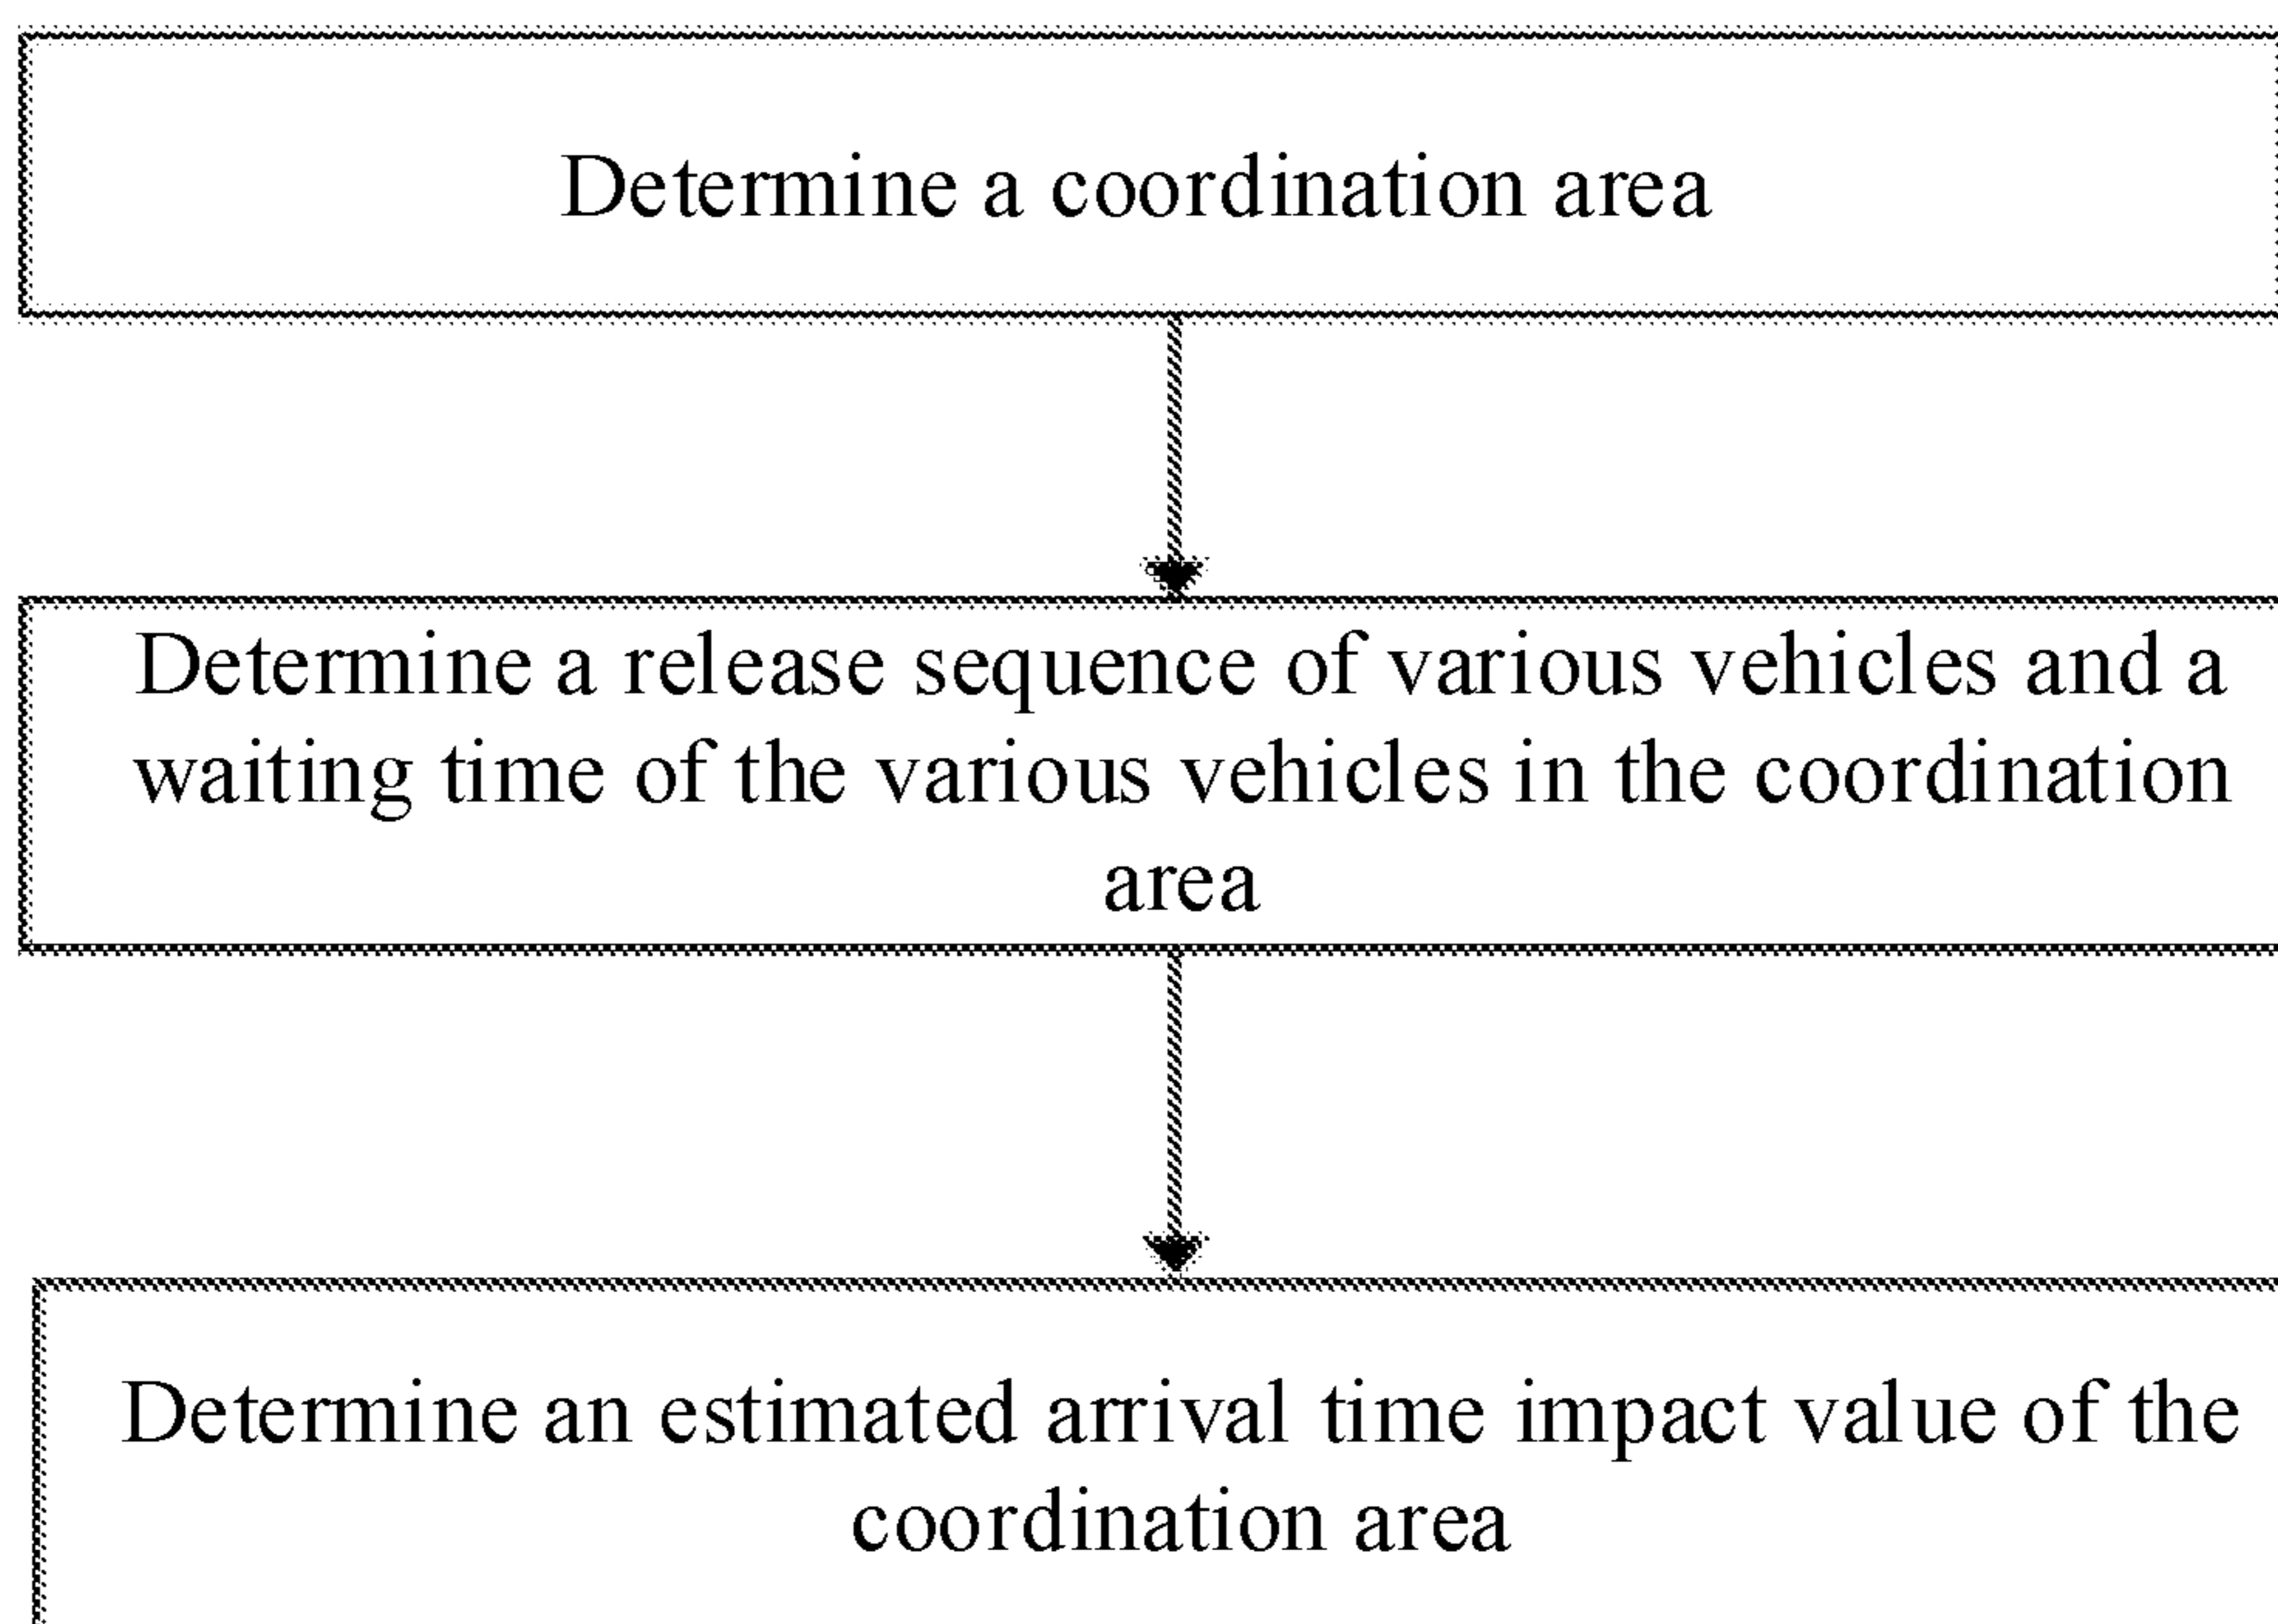 Determine a coordination area
Determine a release sequence of various vehicles and a
waiting time of the various vehicles in the coordination
area
Determine an estimated arrival time impact value of the
coordination area